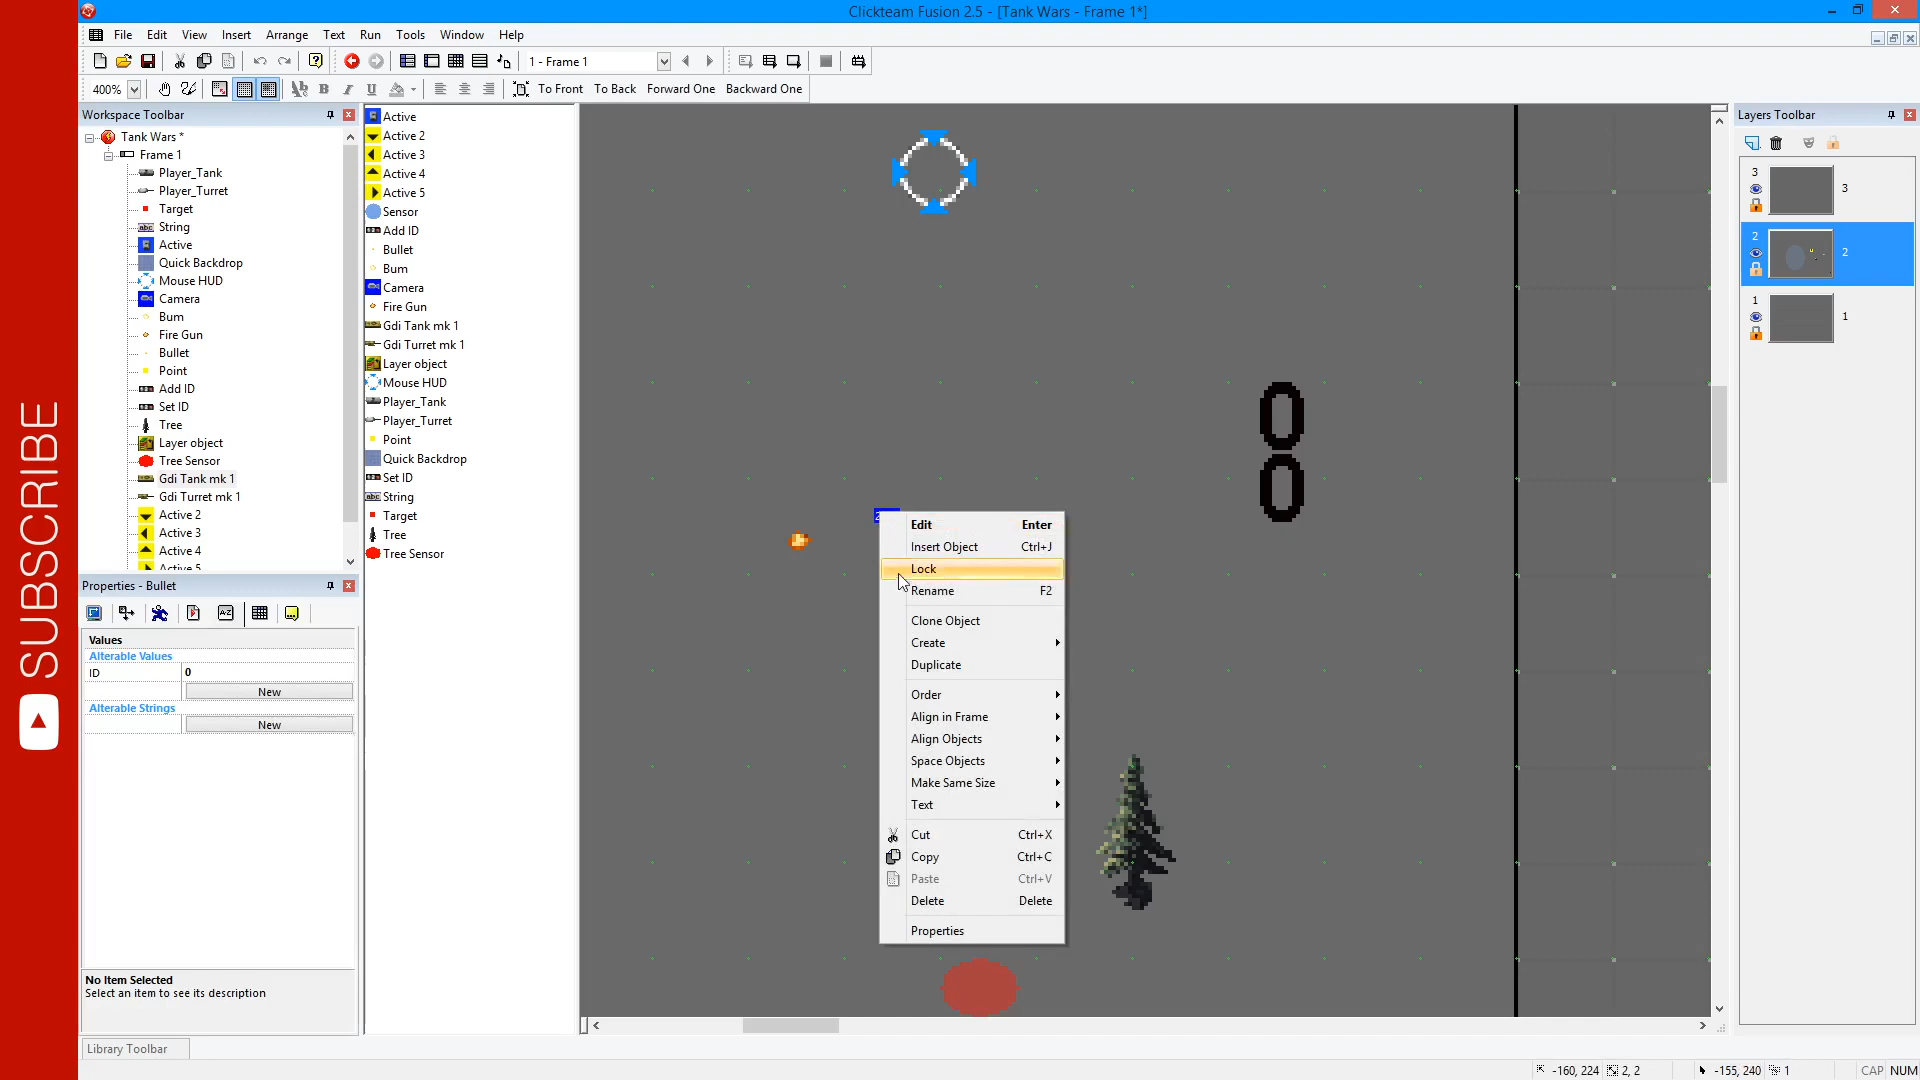 Clickteam Fusion 2.5 - [Tank Wars - Frame 1*]
File Edit View Insert Arrange Text Run Tools Window Help
1 - Frame 1
400% To Front To Back Forward One Backward One
Workspace Toolbar
Tank Wars *
Frame 1
Player_Tank
Player_Turret
Target
String
Active
Quick Backdrop
Mouse HUD
Camera
Bum
Fire Gun
Bullet
Point
Add ID
Set ID
Tree
Layer object
Tree Sensor
Gdi Tank mk 1
Gdi Turret mk 1
Active 2
Active 3
Active 4
Active 5
Properties - Bullet
Values
Alterable Values
ID 0
New
Alterable Strings
New
No Item Selected
Select an item to see its description
Library Toolbar
Active
Active 2
Active 3
Active 4
Active 5
Sensor
Add ID
Bullet
Bum
Camera
Fire Gun
Gdi Tank mk 1
Gdi Turret mk 1
Layer object
Mouse HUD
Player_Tank
Player_Turret
Point
Quick Backdrop
Set ID
String
Target
Tree
Tree Sensor
0
0
Edit Enter
Insert Object Ctrl+J
Lock
Rename F2
Clone Object
Create
Duplicate
Order
Align in Frame
Align Objects
Space Objects
Make Same Size
Text
Cut Ctrl+X
Copy Ctrl+C
Paste Ctrl+V
Delete Delete
Properties
Layers Toolbar
3 3
2 2
1 1
-160, 224 2, 2 -155, 240 1 CAP NUM
SUBSCRIBE